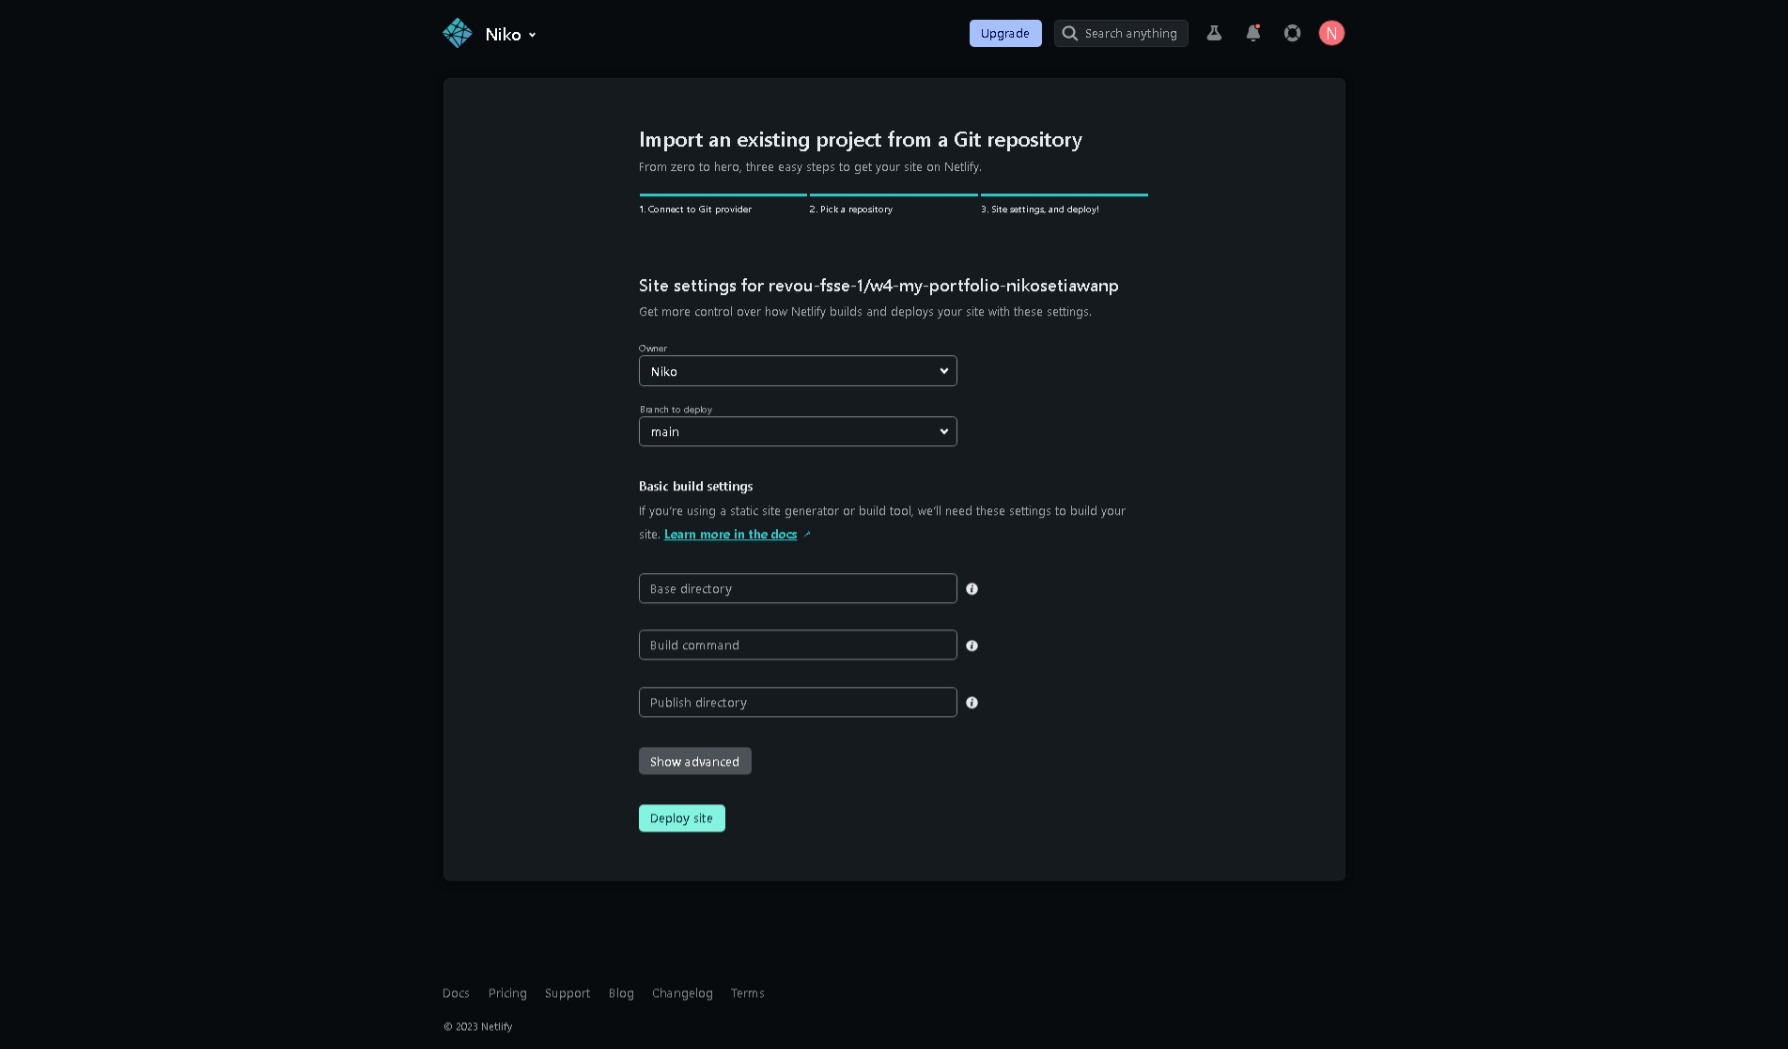 Niko
Upgrade
Search anything
N
Import an existing project from a Git repository
From zero to hero, three easy steps to get your site on Netlify.
1. Connect to Git provider
2. Pick a repository
3. Site settings, and deploy!
Site settings for revou-fsse-1/w4-my-portfolio-nikosetiawanp
Get more control over how Netlify builds and deploys your site with these settings.
Owner
Niko
Branch to deploy
main
Basic build settings
If you're using a static site generator or build tool, we'll need these settings to build your
site. Learn more in the docs
Base directory
Build command
Publish directory
Show advanced
Deploy site
Docs Pricing Support Blog Changelog Terms
© 2023 Netlify